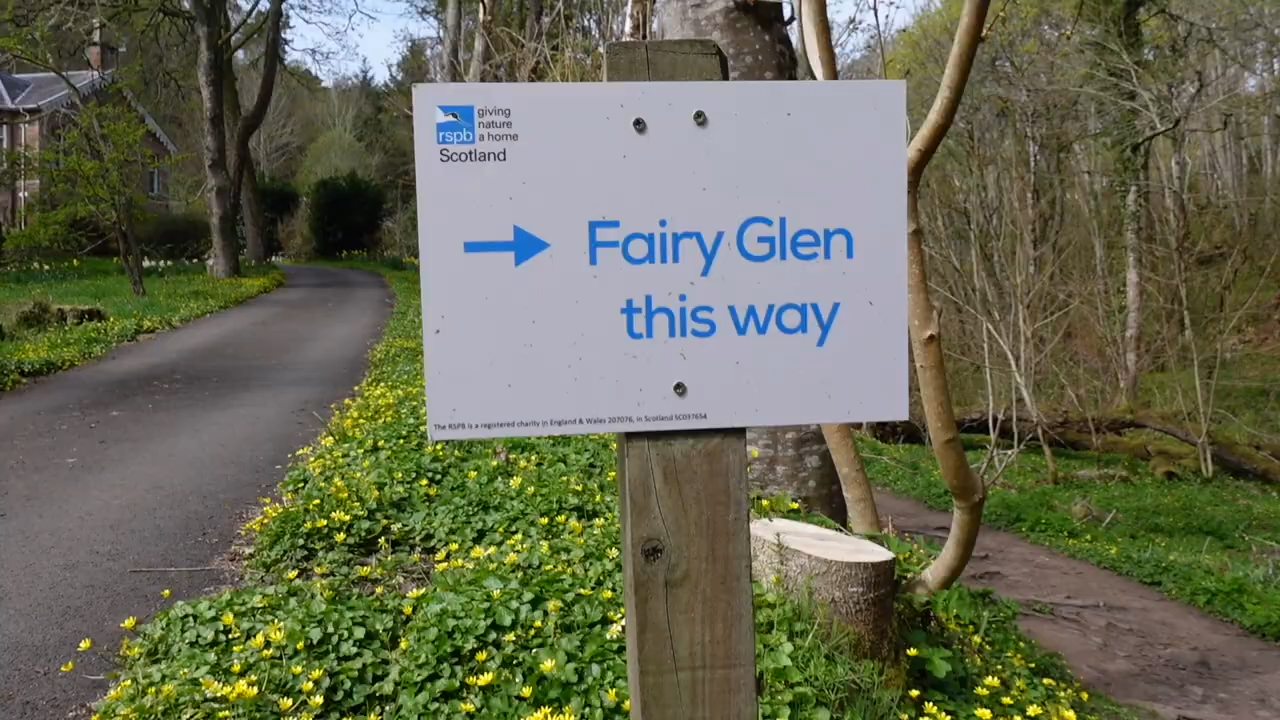 giving
nature
a home
rspb
Scotland
Fairy Glen
this way
The RSPB is a registered charity in England & Wales 207076, in Scotland SC037654